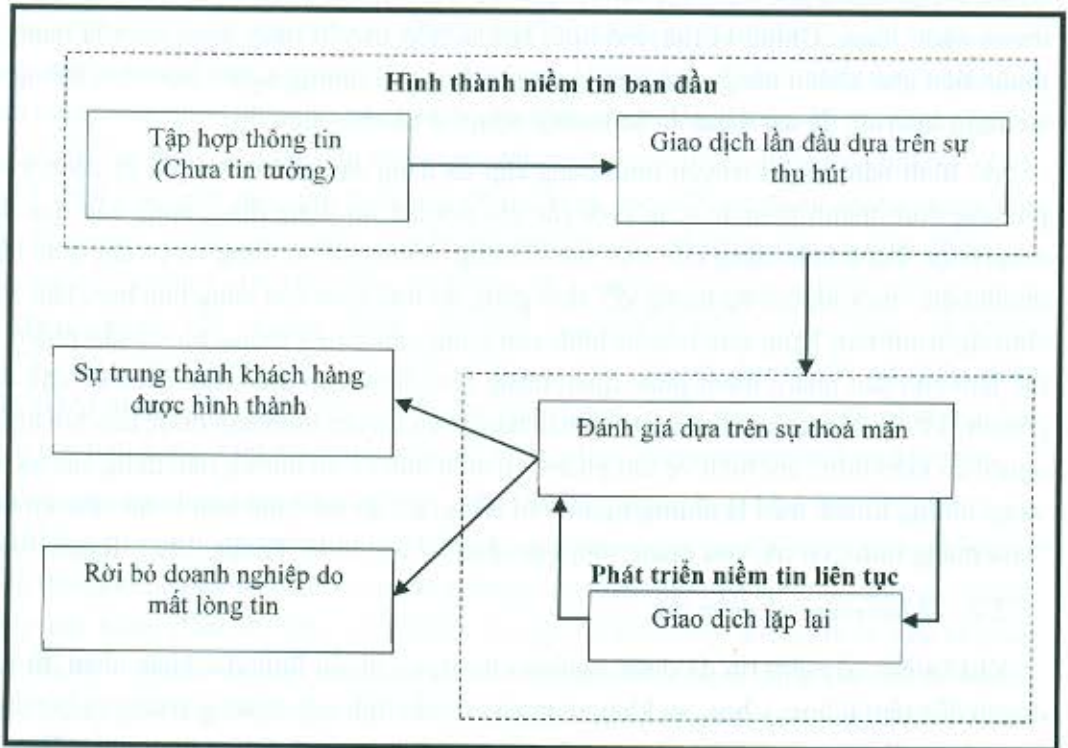 Hình thành niềm tin ban đầu
Tập hợp thông tin
(Chưa tin tưởng)
Giao dịch lần đầu dựa trên sự
thu hút
Sự trung thành khách hàng
được hình thành
Đánh giá dựa trên sự thoả mãn
Rời bỏ doanh nghiệp do
mất lòng tin
Phát triển niềm tin liên tục
Giao dịch lặp lại